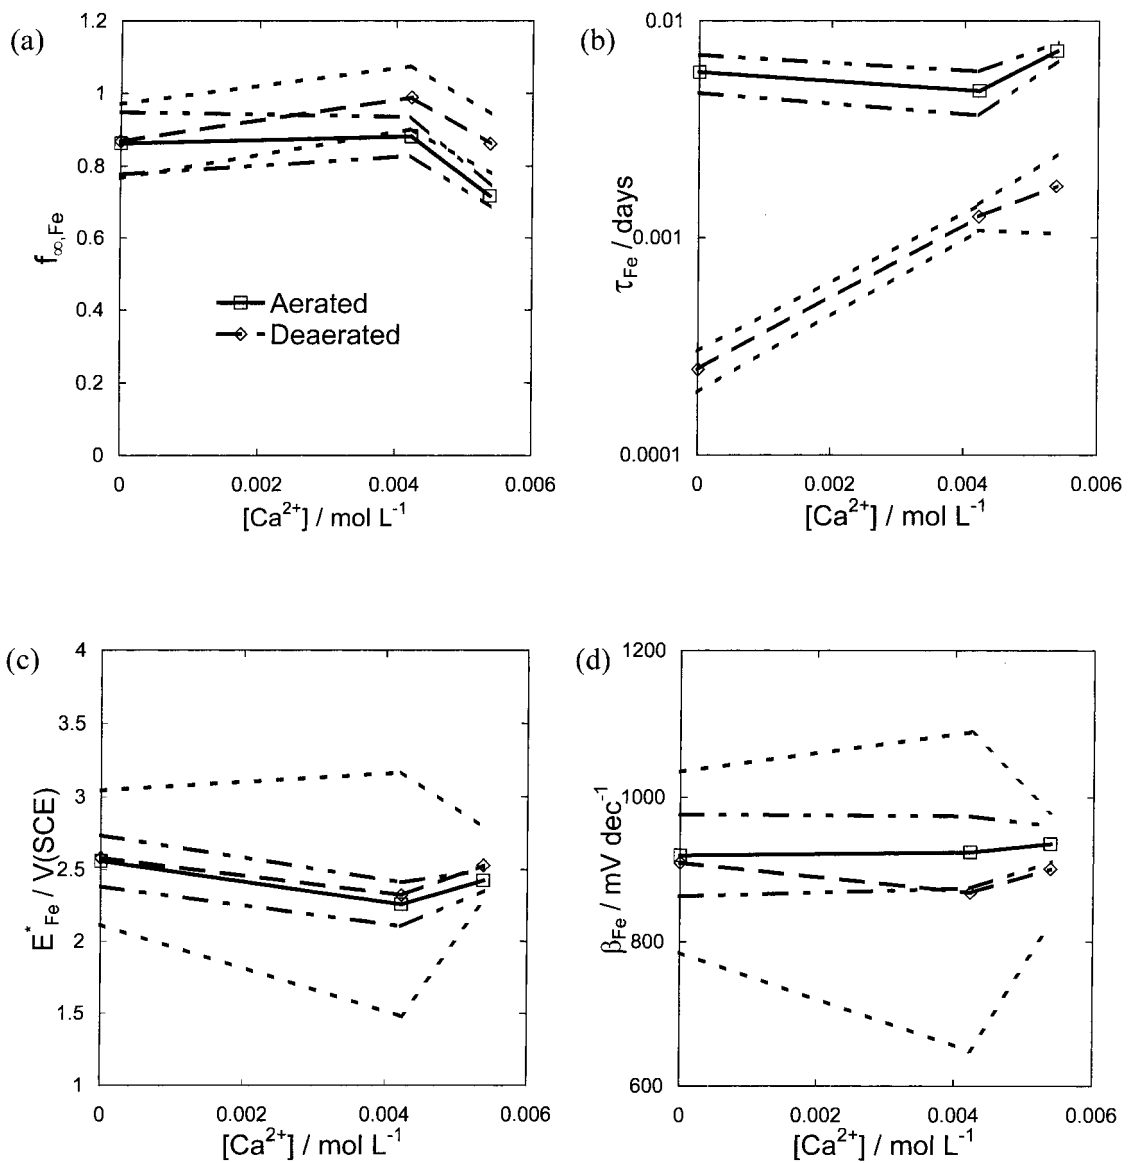 (a)
1.2
1
0.8
0.6
0.4
0.2
0
f∞,Fe
Aerated
Deaerated
0 0.002 0.004 0.006
[Ca2+] / mol L-1
(b)
0.01
0.001
0.0001
τFe / days
0 0.002 0.004 0.006
[Ca2+] / mol L-1
(c)
4
3.5
3
2.5
2
1.5
1
E*Fe / V(SCE)
0 0.002 0.004 0.006
[Ca2+] / mol L-1
(d)
1200
1000
800
600
βFe / mV dec-1
0 0.002 0.004 0.006
[Ca2+] / mol L-1